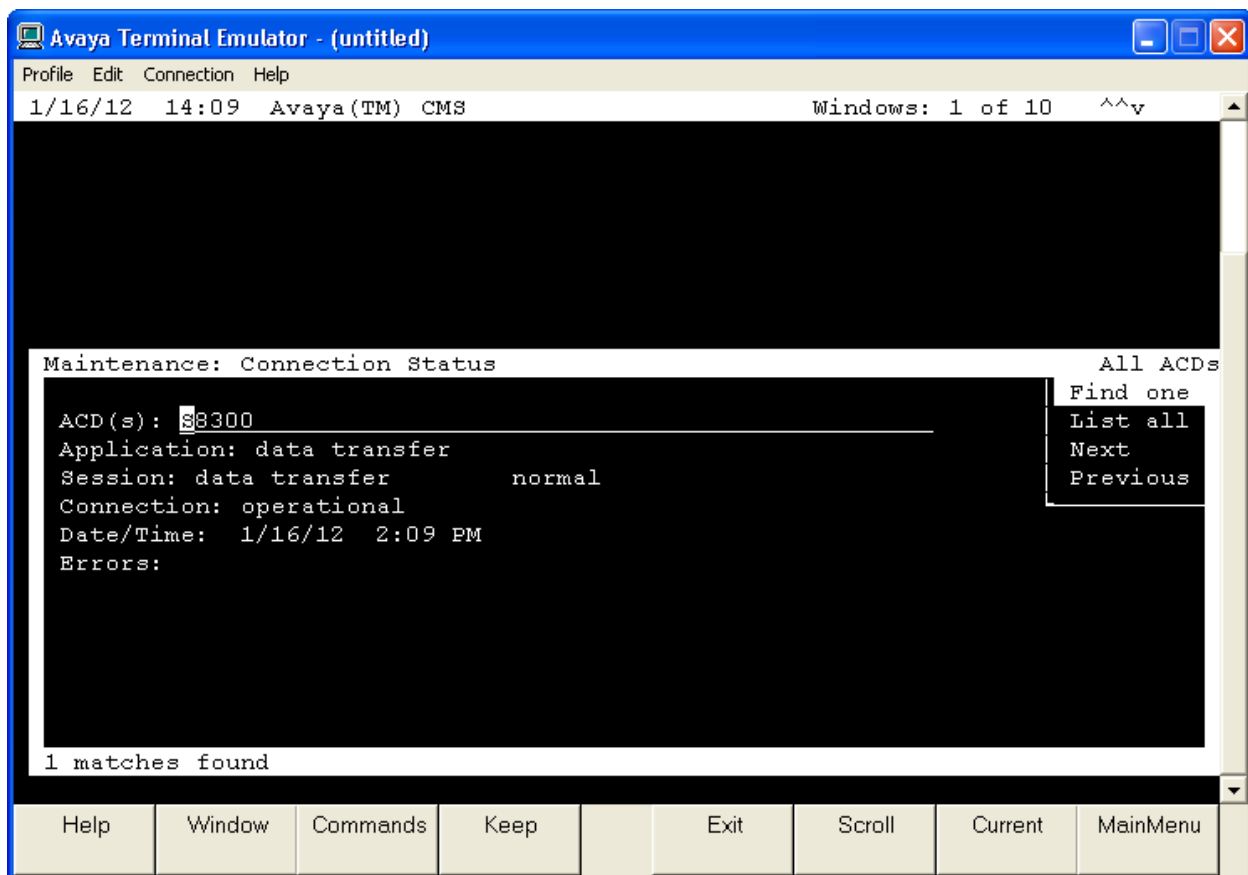 Avaya Terminal Emulator - (untitled)
Profile Edit Connection Help
1/16/12 14:09 Avaya(TM) CMS Windows: 1 of 10 ^^v
Maintenance: Connection Status All ACDs
Find one
ACD(s): S8300 List all
Application: data transfer Next
Session: data transfer normal Previous
Connection: operational
Date/Time: 1/16/12 2:09 PM
Errors:
1 matches found
Help Window Commands Keep Exit Scroll Current MainMenu